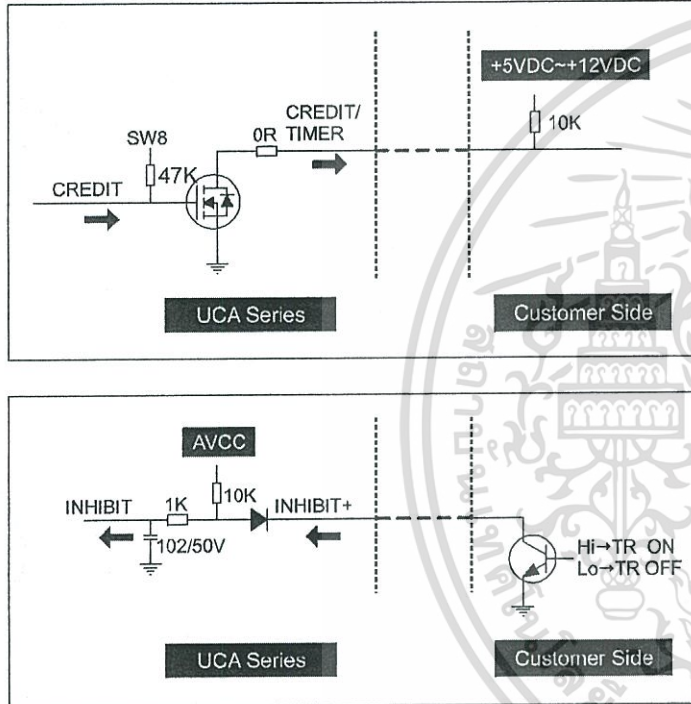 +5VDC~+12VDC
10K
CREDIT/
TIMER
0R
SW8
47K
CREDIT
UCA Series
Customer Side
AVCC
10K
INHIBIT
1K
INHIBIT+
102/50V
Hi→TR ON
Lo→TR OFF
UCA Series
Customer Side